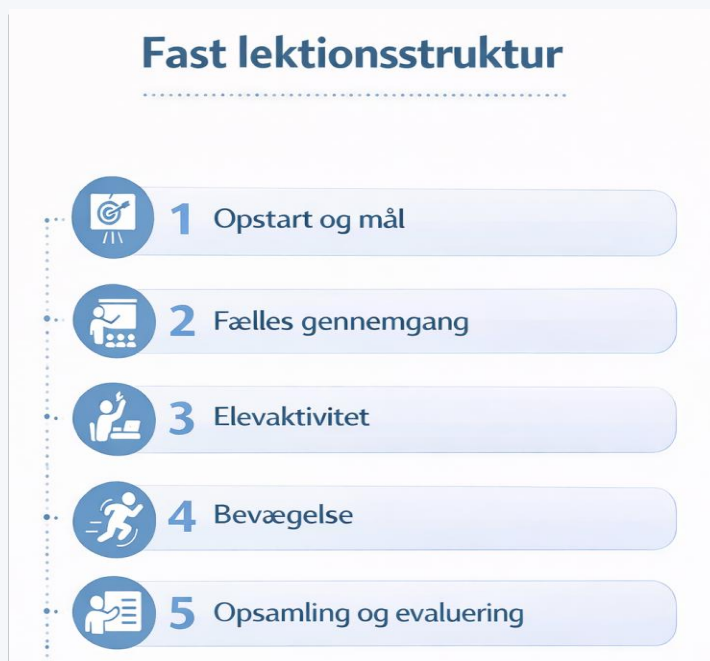 Fast lektionsstruktur
1 Opstart og mål
2 Fælles gennemgang
3 Elevaktivitet
4 Bevægelse
5 Opsamling og evaluering